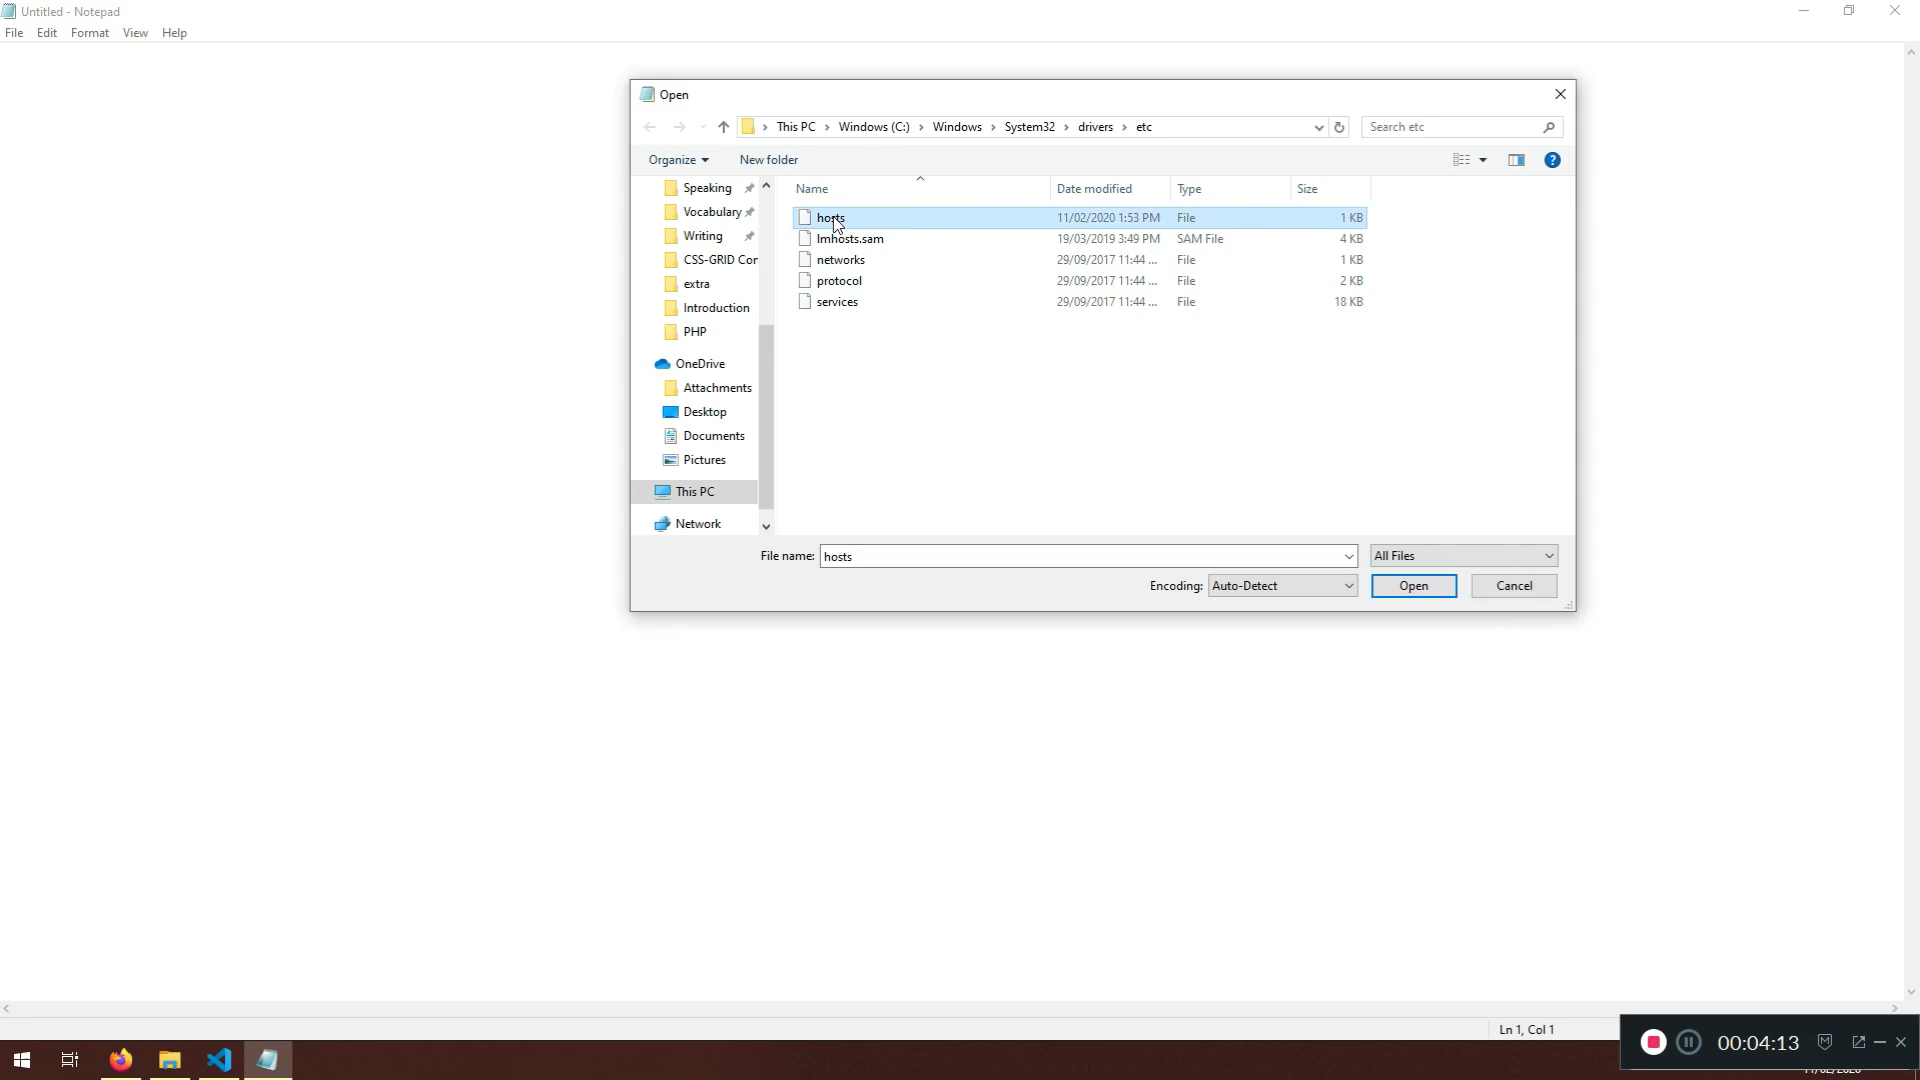 Untitled - Notepad
File Edit Format View Help
Open
This PC Windows (C:) Windows System32 drivers etc
Search etc
Organize New folder
Name Date modified Type Size
Speaking
Vocabulary
Writing
CSS-GRID Cor
extra
Introduction
PHP
OneDrive
Attachments
Desktop
Documents
Pictures
This PC
Network
hosts 11/02/2020 1:53 PM File 1 KB
lmhosts.sam 19/03/2019 3:49 PM SAM File 4 KB
networks 29/09/2017 11:44 ... File 1 KB
protocol 29/09/2017 11:44 ... File 2 KB
services 29/09/2017 11:44 ... File 18 KB
File name: hosts All Files
Encoding: Auto-Detect Open Cancel
Ln 1, Col 1
00:04:13